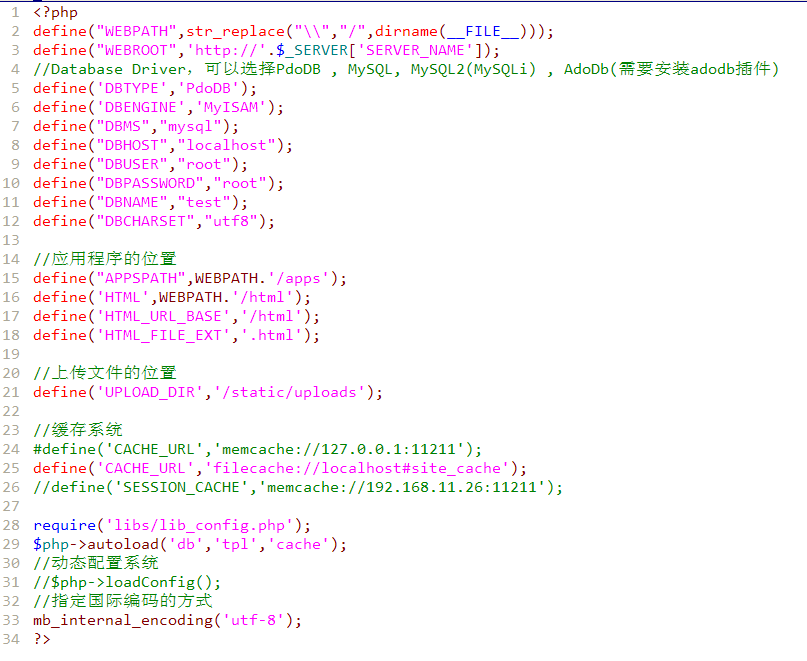 1 <?php
2 define("WEBPATH",str_replace("\\","/",dirname(__FILE__)));
3 define("WEBROOT",'http://'.$_SERVER['SERVER_NAME']);
4 //Database Driver，可以选择PdoDB , MySQL, MySQL2(MySQLi) , AdoDb(需要安装adodb插件)
5 define('DBTYPE','PdoDB');
6 define('DBENGINE','MyISAM');
7 define("DBMS","mysql");
8 define("DBHOST","localhost");
9 define("DBUSER","root");
10 define("DBPASSWORD","root");
11 define("DBNAME","test");
12 define("DBCHARSET","utf8");
13
14 //应用程序的位置
15 define("APPSPATH",WEBPATH.'/apps');
16 define('HTML',WEBPATH.'/html');
17 define('HTML_URL_BASE','/html');
18 define('HTML_FILE_EXT','.html');
19
20 //上传文件的位置
21 define('UPLOAD_DIR','/static/uploads');
22
23 //缓存系统
24 #define('CACHE_URL','memcache://127.0.0.1:11211');
25 define('CACHE_URL','filecache://localhost#site_cache');
26 //define('SESSION_CACHE','memcache://192.168.11.26:11211');
27
28 require('libs/lib_config.php');
29 $php->autoload('db','tpl','cache');
30 //动态配置系统
31 //$php->loadConfig();
32 //指定国际编码的方式
33 mb_internal_encoding('utf-8');
34 ?>